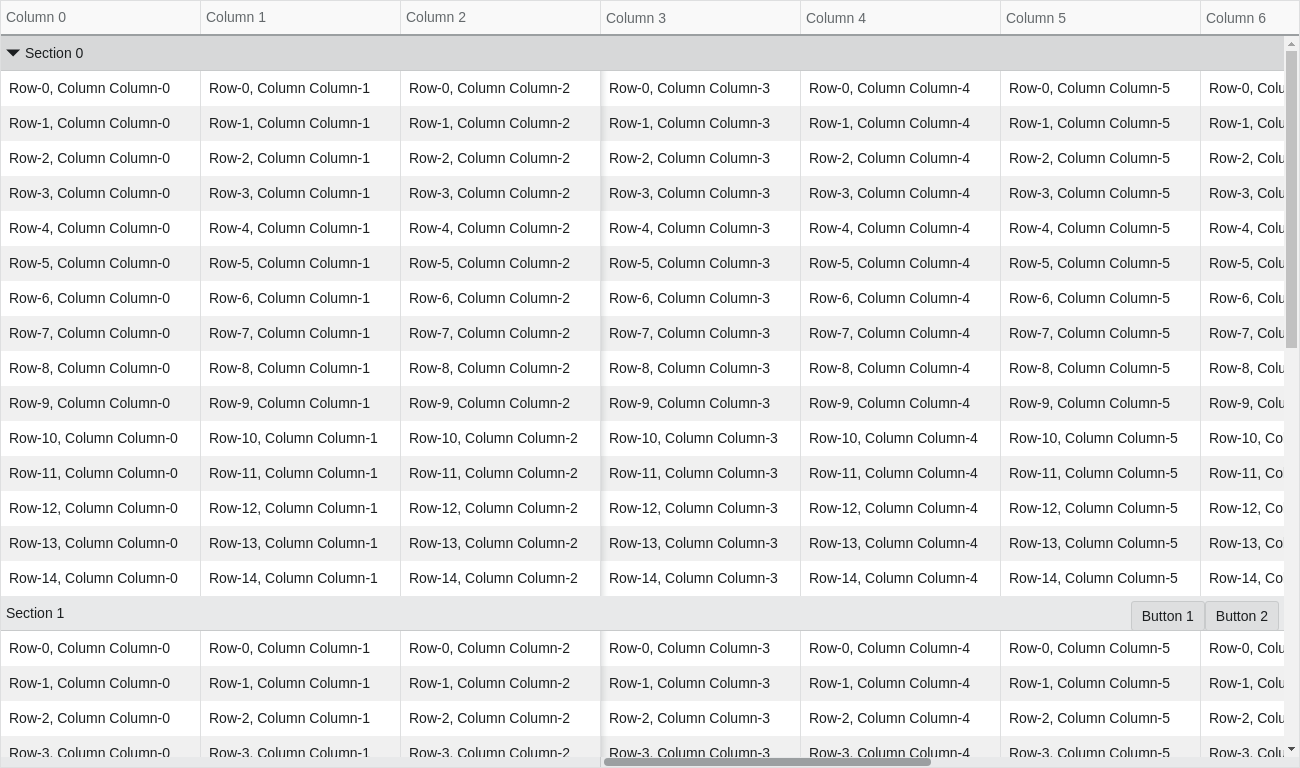 Column 0 Column 1 Column 2 Column 3 Column 4 Column 5 Column 6
Section 0
Row-0, Column Column-0 Row-0, Column Column-1 Row-0, Column Column-2 Row-0, Column Column-3 Row-0, Column Column-4 Row-0, Column Column-5 Row-0, Colu
Row-1, Column Column-0 Row-1, Column Column-1 Row-1, Column Column-2 Row-1, Column Column-3 Row-1, Column Column-4 Row-1, Column Column-5 Row-1, Colu
Row-2, Column Column-0 Row-2, Column Column-1 Row-2, Column Column-2 Row-2, Column Column-3 Row-2, Column Column-4 Row-2, Column Column-5 Row-2, Colu
Row-3, Column Column-0 Row-3, Column Column-1 Row-3, Column Column-2 Row-3, Column Column-3 Row-3, Column Column-4 Row-3, Column Column-5 Row-3, Colu
Row-4, Column Column-0 Row-4, Column Column-1 Row-4, Column Column-2 Row-4, Column Column-3 Row-4, Column Column-4 Row-4, Column Column-5 Row-4, Colu
Row-5, Column Column-0 Row-5, Column Column-1 Row-5, Column Column-2 Row-5, Column Column-3 Row-5, Column Column-4 Row-5, Column Column-5 Row-5, Colu
Row-6, Column Column-0 Row-6, Column Column-1 Row-6, Column Column-2 Row-6, Column Column-3 Row-6, Column Column-4 Row-6, Column Column-5 Row-6, Colu
Row-7, Column Column-0 Row-7, Column Column-1 Row-7, Column Column-2 Row-7, Column Column-3 Row-7, Column Column-4 Row-7, Column Column-5 Row-7, Colu
Row-8, Column Column-0 Row-8, Column Column-1 Row-8, Column Column-2 Row-8, Column Column-3 Row-8, Column Column-4 Row-8, Column Column-5 Row-8, Colu
Row-9, Column Column-0 Row-9, Column Column-1 Row-9, Column Column-2 Row-9, Column Column-3 Row-9, Column Column-4 Row-9, Column Column-5 Row-9, Colu
Row-10, Column Column-0 Row-10, Column Column-1 Row-10, Column Column-2 Row-10, Column Column-3 Row-10, Column Column-4 Row-10, Column Column-5 Row-10, Co
Row-11, Column Column-0 Row-11, Column Column-1 Row-11, Column Column-2 Row-11, Column Column-3 Row-11, Column Column-4 Row-11, Column Column-5 Row-11, Co
Row-12, Column Column-0 Row-12, Column Column-1 Row-12, Column Column-2 Row-12, Column Column-3 Row-12, Column Column-4 Row-12, Column Column-5 Row-12, Co
Row-13, Column Column-0 Row-13, Column Column-1 Row-13, Column Column-2 Row-13, Column Column-3 Row-13, Column Column-4 Row-13, Column Column-5 Row-13, Co
Row-14, Column Column-0 Row-14, Column Column-1 Row-14, Column Column-2 Row-14, Column Column-3 Row-14, Column Column-4 Row-14, Column Column-5 Row-14, Co
Section 1 Button 1 Button 2
Row-0, Column Column-0 Row-0, Column Column-1 Row-0, Column Column-2 Row-0, Column Column-3 Row-0, Column Column-4 Row-0, Column Column-5 Row-0, Colu
Row-1, Column Column-0 Row-1, Column Column-1 Row-1, Column Column-2 Row-1, Column Column-3 Row-1, Column Column-4 Row-1, Column Column-5 Row-1, Colu
Row-2, Column Column-0 Row-2, Column Column-1 Row-2, Column Column-2 Row-2, Column Column-3 Row-2, Column Column-4 Row-2, Column Column-5 Row-2, Colu
Row-3, Column Column-0 Row-3, Column Column-1 Row-3, Column Column-2 Row-3, Column Column-3 Row-3, Column Column-4 Row-3, Column Column-5 Row-3, Colu